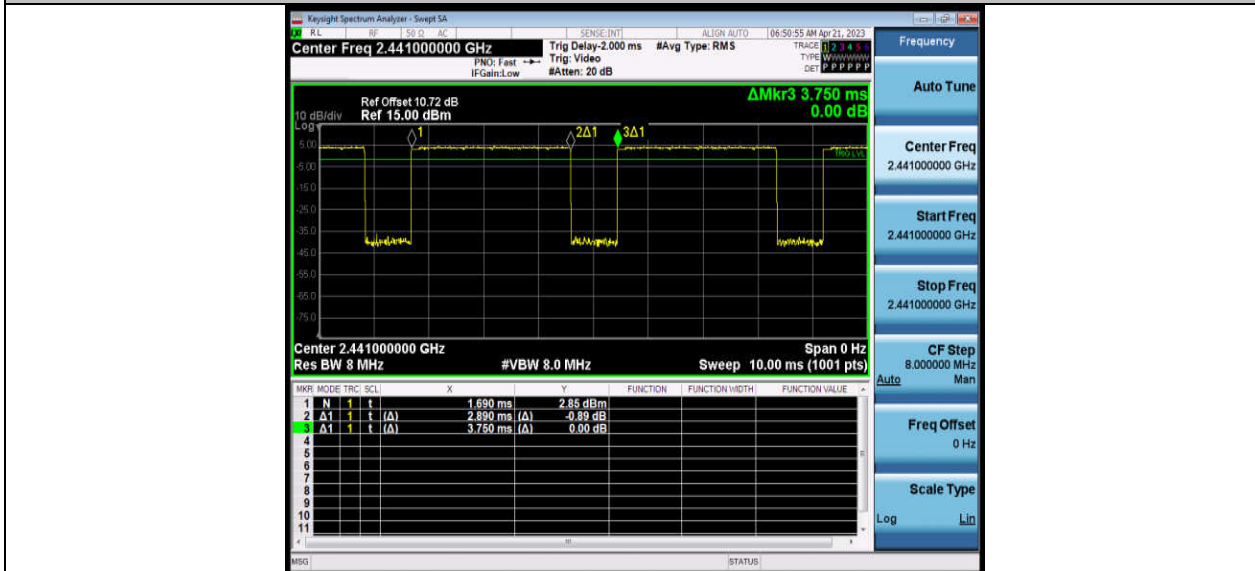 Keysight Spectrum Analyzer - Swept SA
RL RF 50 Ω AC SENSE:INT ALIGN AUTO 06:50:55 AM Apr 21, 2023
Center Freq 2.441000000 GHz
PNO: Fast
IFGain:Low
Trig Delay-2.000 ms
Trig: Video
#Atten: 20 dB
#Avg Type: RMS
TRACE 1 2 3 4 5 6
TYPE WWWWWW
DET P P P P P P
ΔMkr3 3.750 ms
0.00 dB
Ref Offset 10.72 dB
10 dB/div Ref 15.00 dBm
Log
1 2Δ1 3Δ1
5.00
TRIG LVL
-5.00
-15.0
-25.0
-35.0
-45.0
-55.0
-65.0
-75.0
Center 2.441000000 GHz Span 0 Hz
Res BW 8 MHz #VBW 8.0 MHz Sweep 10.00 ms (1001 pts)
MKR MODE TRC SCL X Y FUNCTION FUNCTION WIDTH FUNCTION VALUE
1 N 1 t 1.690 ms 2.85 dBm
2 Δ1 1 t (Δ) 2.890 ms (Δ) -0.89 dB
3 Δ1 1 t (Δ) 3.750 ms (Δ) 0.00 dB
4
5
6
7
8
9
10
11
MSG STATUS
Frequency
Auto Tune
Center Freq
2.441000000 GHz
Start Freq
2.441000000 GHz
Stop Freq
2.441000000 GHz
CF Step
8.000000 MHz
Auto Man
Freq Offset
0 Hz
Scale Type
Log Lin